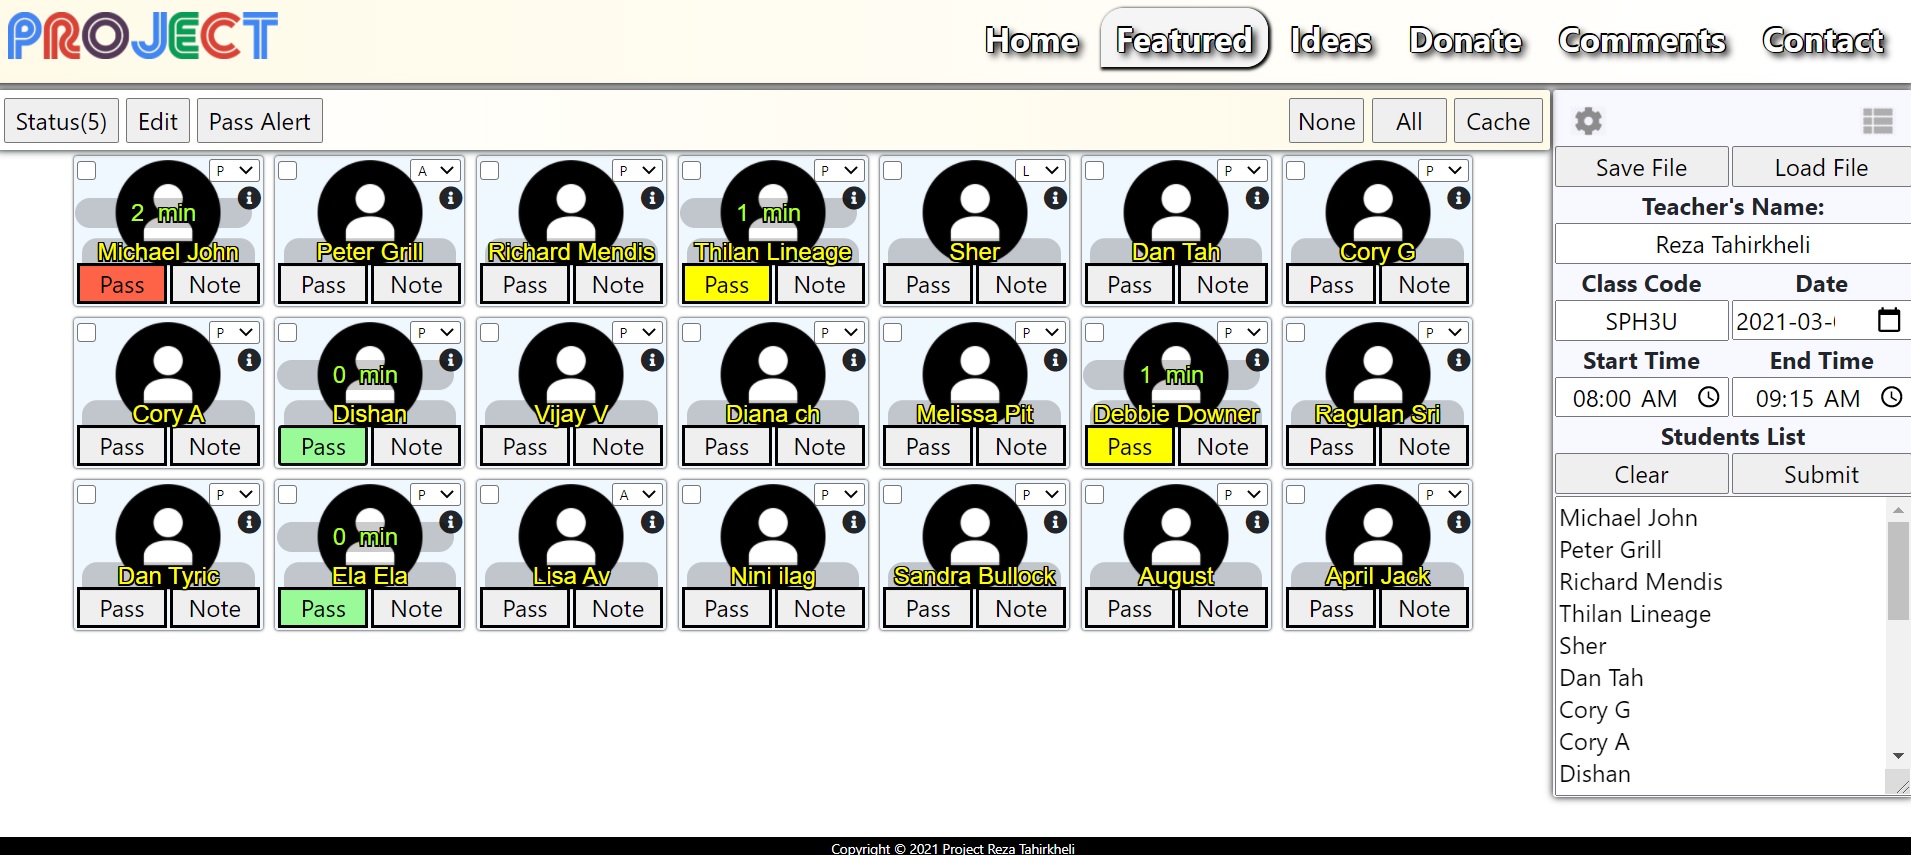 PROJECT
Home Featured Ideas Donate Comments Contact
Status(5) Edit Pass Alert None All Cache
P A P P L P P
2 min 1 min
Michael John Peter Grill Richard Mendis Thilan Lineage Sher Dan Tah Cory G
Pass Note Pass Note Pass Note Pass Note Pass Note Pass Note Pass Note
P P P P P P P
0 min 1 min
Cory A Dishan Vijay V Diana ch Melissa Pit Debbie Downer Ragulan Sri
Pass Note Pass Note Pass Note Pass Note Pass Note Pass Note Pass Note
P P A P P P P
0 min
Dan Tyric Ela Ela Lisa Av Nini ilag Sandra Bullock August April Jack
Pass Note Pass Note Pass Note Pass Note Pass Note Pass Note Pass Note
Save File Load File
Teacher's Name:
Reza Tahirkheli
Class Code Date
SPH3U 2021-03-
Start Time End Time
08:00 AM 09:15 AM
Students List
Clear Submit
Michael John
Peter Grill
Richard Mendis
Thilan Lineage
Sher
Dan Tah
Cory G
Cory A
Dishan
Copyright © 2021 Project Reza Tahirkheli